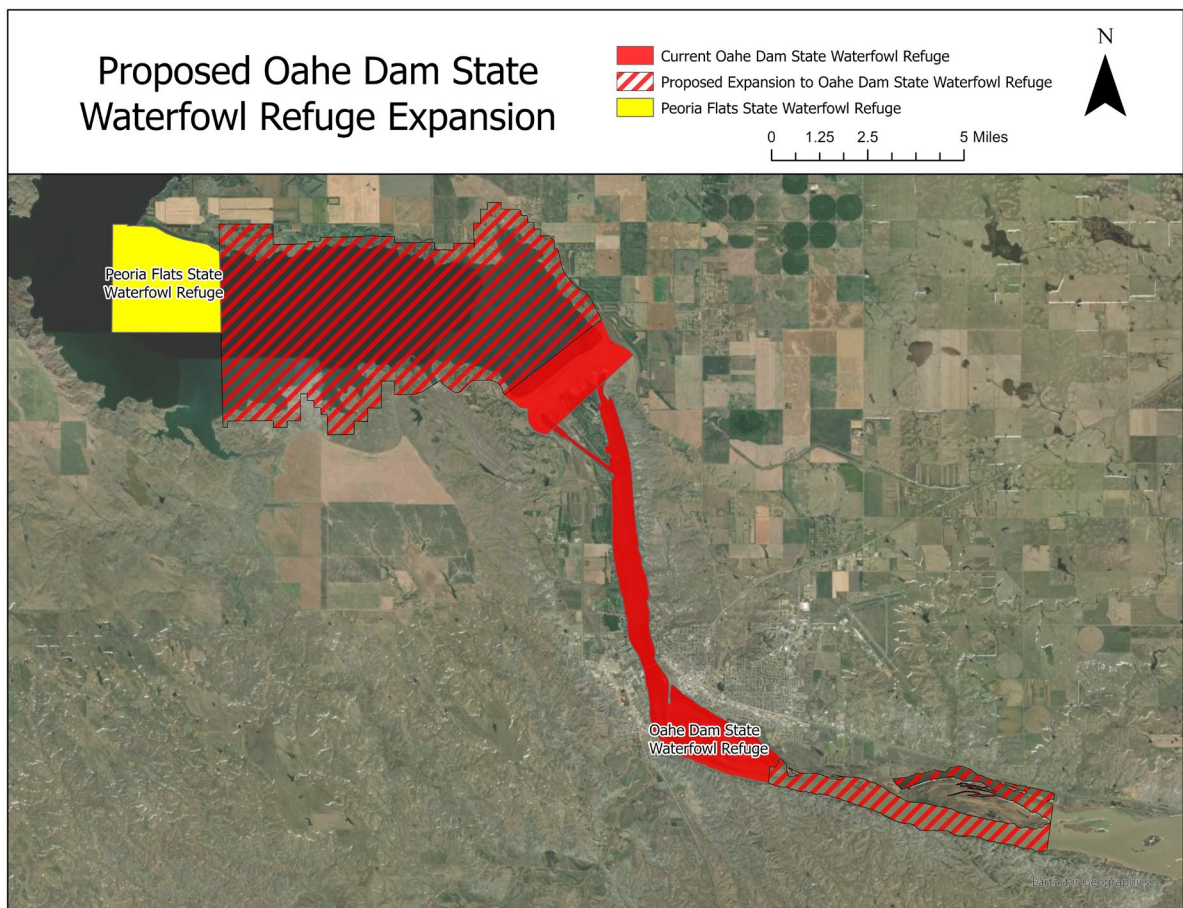 Proposed Oahe Dam State
Waterfowl Refuge Expansion
Current Oahe Dam State Waterfowl Refuge
Proposed Expansion to Oahe Dam State Waterfowl Refuge
Peoria Flats State Waterfowl Refuge
N
0 1.25 2.5 5 Miles
Peoria Flats State
Waterfowl Refuge
Oahe Dam State
Waterfowl Refuge
Earthstar Geographics